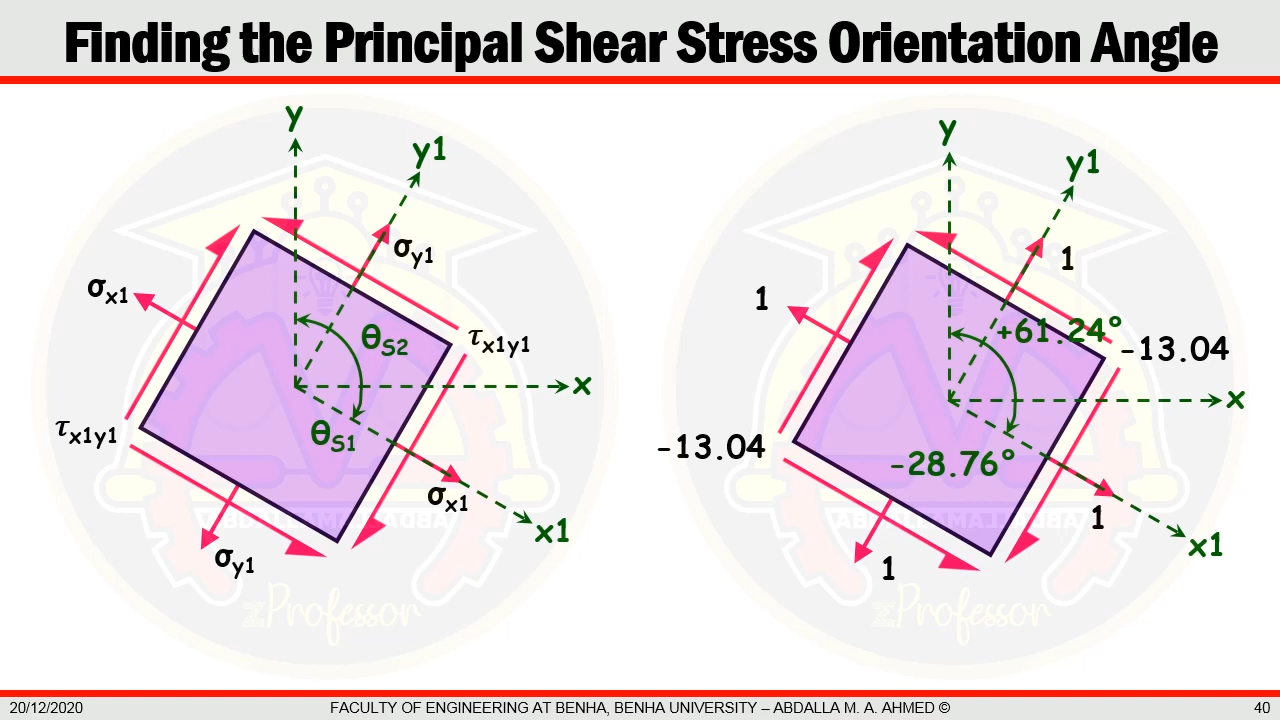 Finding the Principal Shear Stress Orientation Angle
y
y1
σy1
σx1
θS2
τx1y1
x
τx1y1
θS1
σx1
x1
σy1
y
y1
1
1
+61.24°
-13.04
x
-13.04
-28.76°
1
x1
1
zProfessor
zProfessor
20/12/2020 FACULTY OF ENGINEERING AT BENHA, BENHA UNIVERSITY – ABDALLA M. A. AHMED © 40